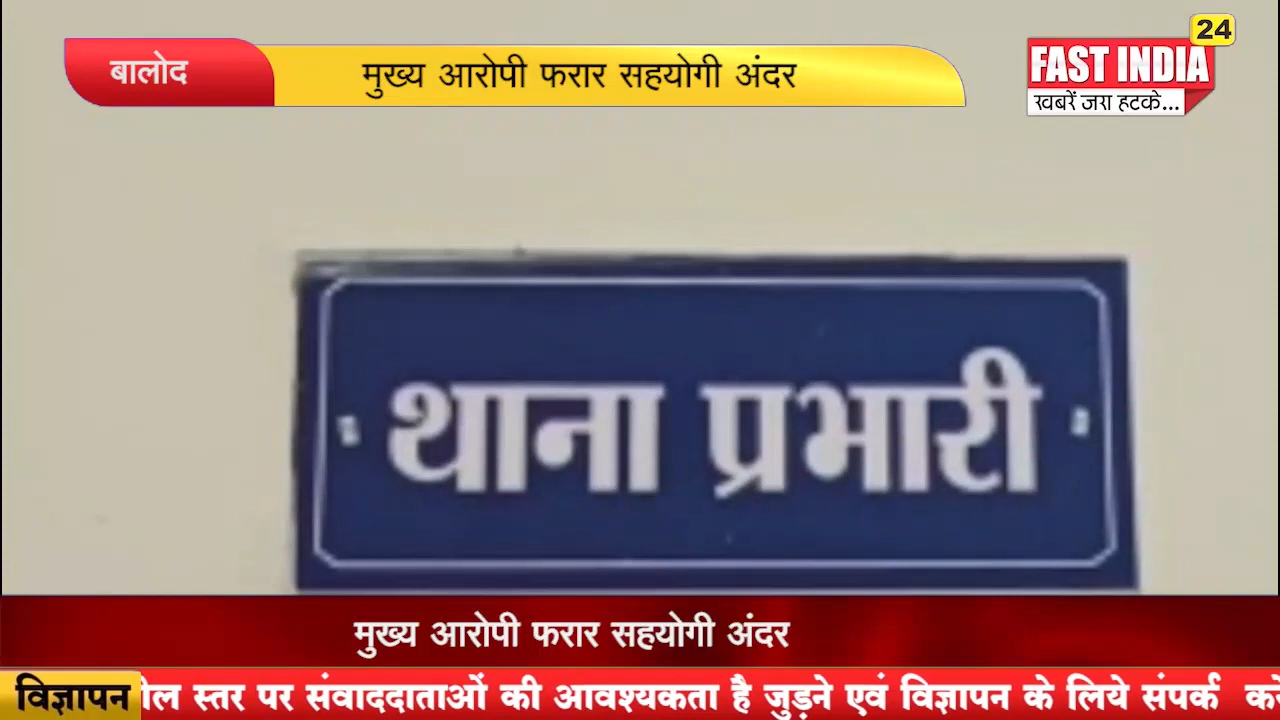 24
बालोद
मुख्य आरोपी फरार सहयोगी अंदर
FAST INDIA
खबरें जरा हटके...
थाना प्रभारी
मुख्य आरोपी फरार सहयोगी अंदर
विज्ञापन
स्तर पर संवाददाताओं की आवश्यकता है जुड़ने एवं विज्ञापन के लिये संपर्क